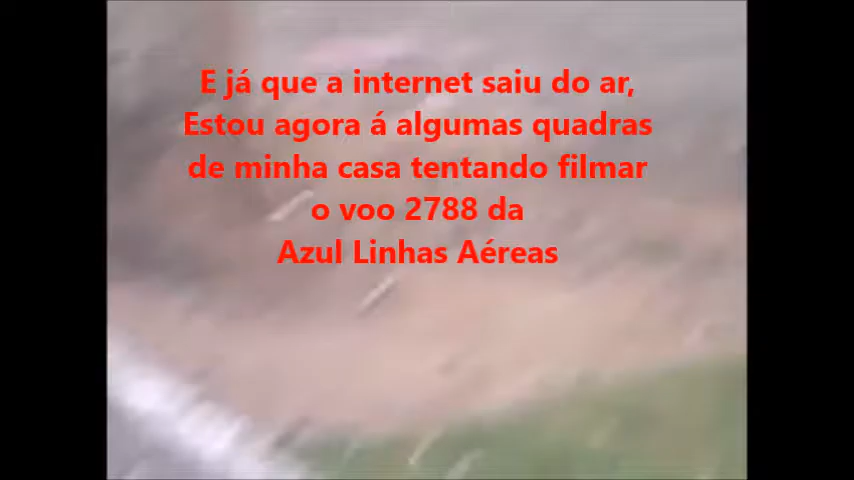 E já que a internet saiu do ar,
Estou agora á algumas quadras
de minha casa tentando filmar
o voo 2788 da
Azul Linhas Aéreas